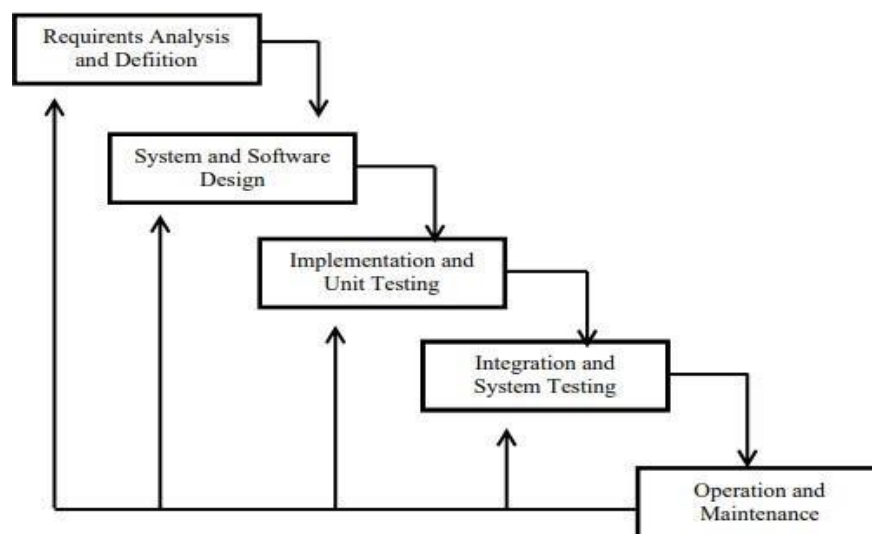 Requirents Analysis
and Defiition
System and Software
Design
Implementation and
Unit Testing
Integration and
System Testing
Operation and
Maintenance